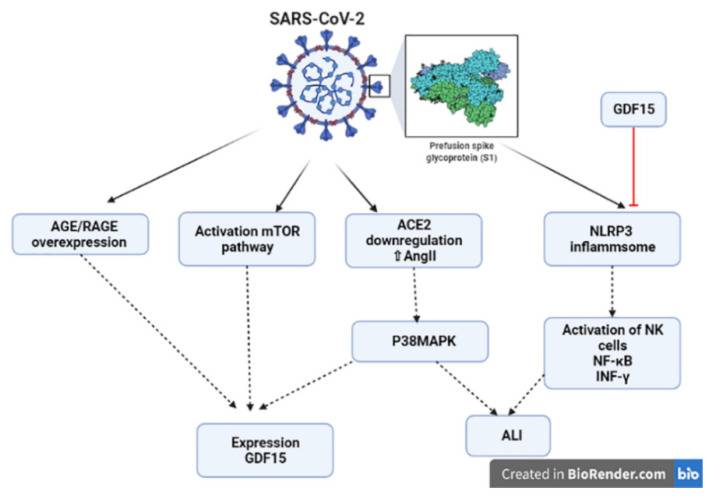 SARS-CoV-2
Prefusion spike
glycoprotein (S1)
GDF15
AGE/RAGE
overexpression
Activation mTOR
pathway
ACE2
downregulation
⇧AngII
NLRP3
inflammsome
P38MAPK
Activation of NK
cells
NF-κB
INF-γ
Expression
GDF15
ALI
Created in BioRender.com bio